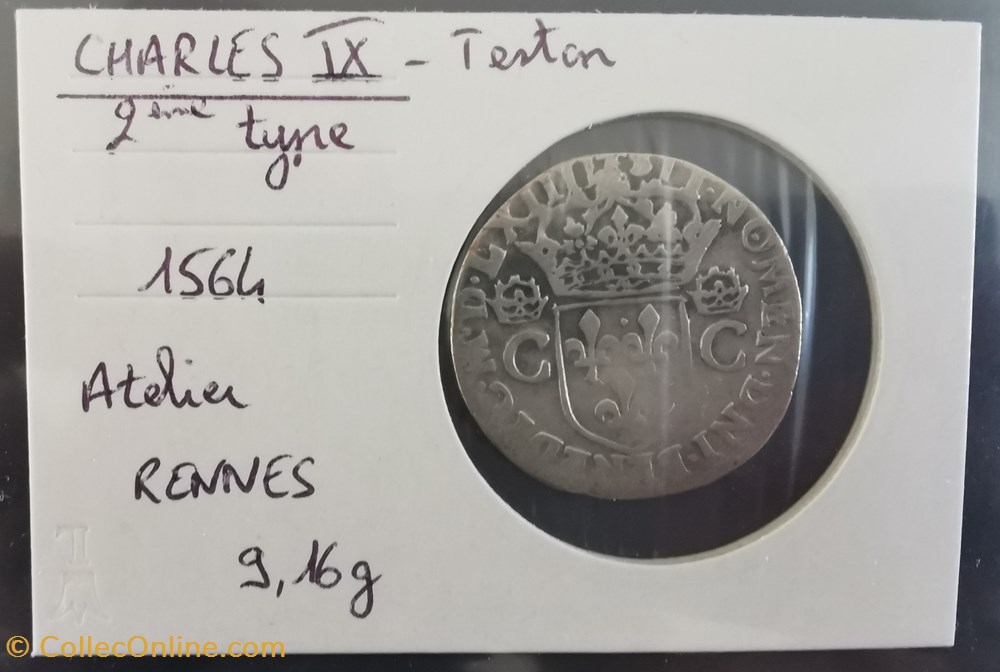 CHARLES IX - Teston
2ème type
1564
Atelier
RENNES
9,16g
C C
© CollecOnline.com